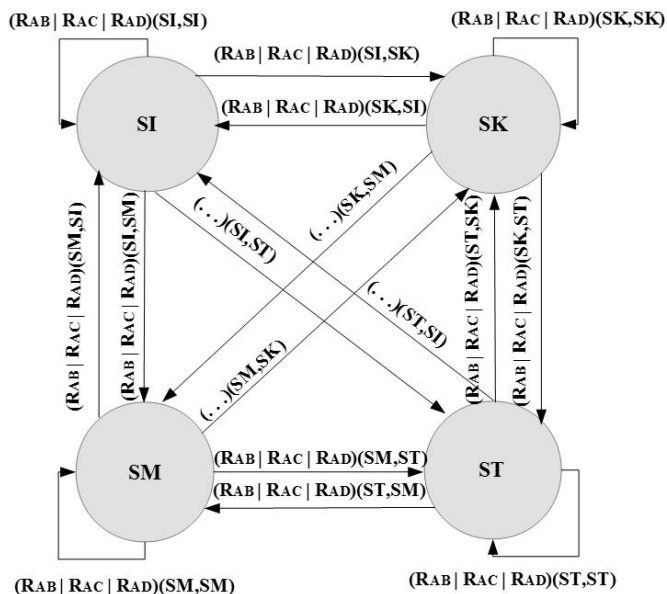 (RAB | RAC | RAD)(SI,SI)
(RAB | RAC | RAD)(SK,SK)
(RAB | RAC | RAD)(SI,SK)
(RAB | RAC | RAD)(SK,SI)
SI
SK
(RAB | RAC | RAD)(SM,SI)
(RAB | RAC | RAD)(SI,SM)
(…)(SI,ST)
(…)(SK,SM)
(…)(SM,SK)
(…)(ST,SI)
(RAB | RAC | RAD)(ST,SK)
(RAB | RAC | RAD)(SK,ST)
SM
ST
(RAB | RAC | RAD)(SM,ST)
(RAB | RAC | RAD)(ST,SM)
(RAB | RAC | RAD)(SM,SM)
(RAB | RAC | RAD)(ST,ST)